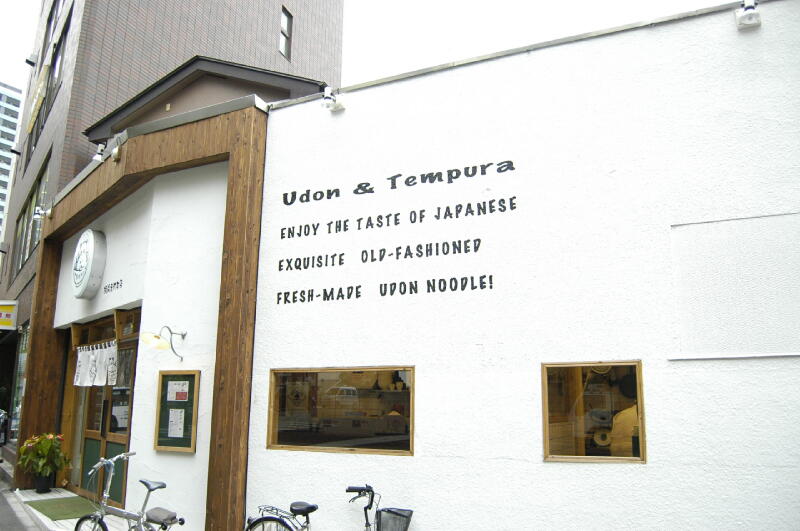 Udon & Tempura
ENJOY THE TASTE OF JAPANESE
EXQUISITE OLD-FASHIONED
FRESH-MADE UDON NOODLE!